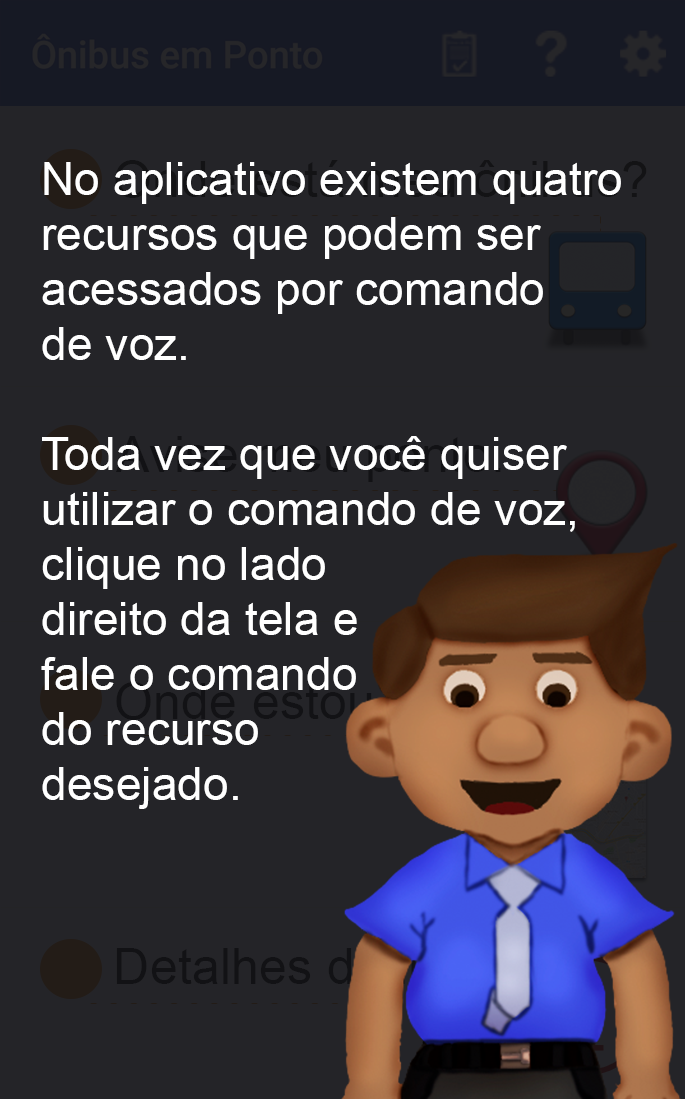 Ônibus em Ponto
?
No aplicativo existem quatro
recursos que podem ser
acessados por comando
de voz.
Toda vez que você quiser
utilizar o comando de voz,
clique no lado
direito da tela e
fale o comando
do recurso
desejado.
Onde estou
Detalhes